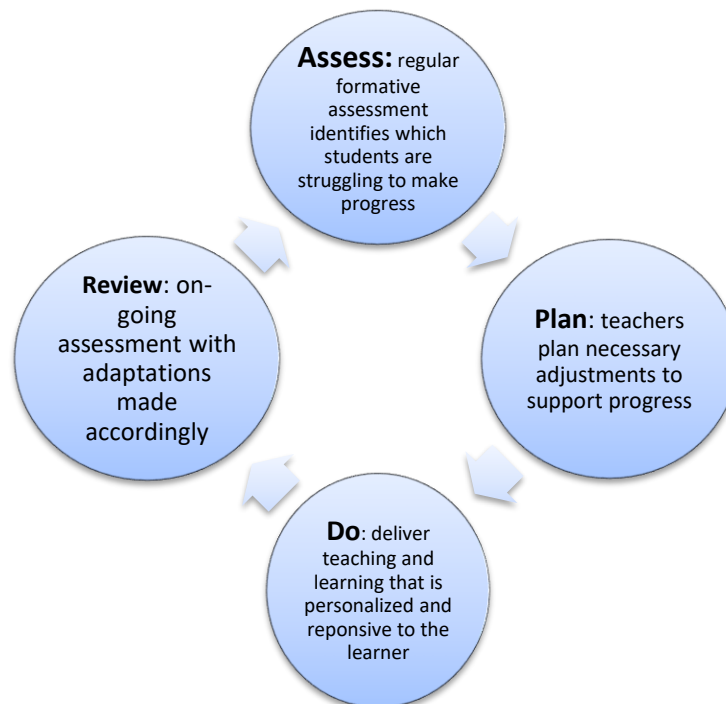 Assess: regular
formative
assessment
identifies which
students are
struggling to make
progress
Plan: teachers
plan necessary
adjustments to
support progress
Do: deliver
teaching and
learning that is
personalized and
reponsive to the
learner
Review: on-
going
assessment with
adaptations
made
accordingly